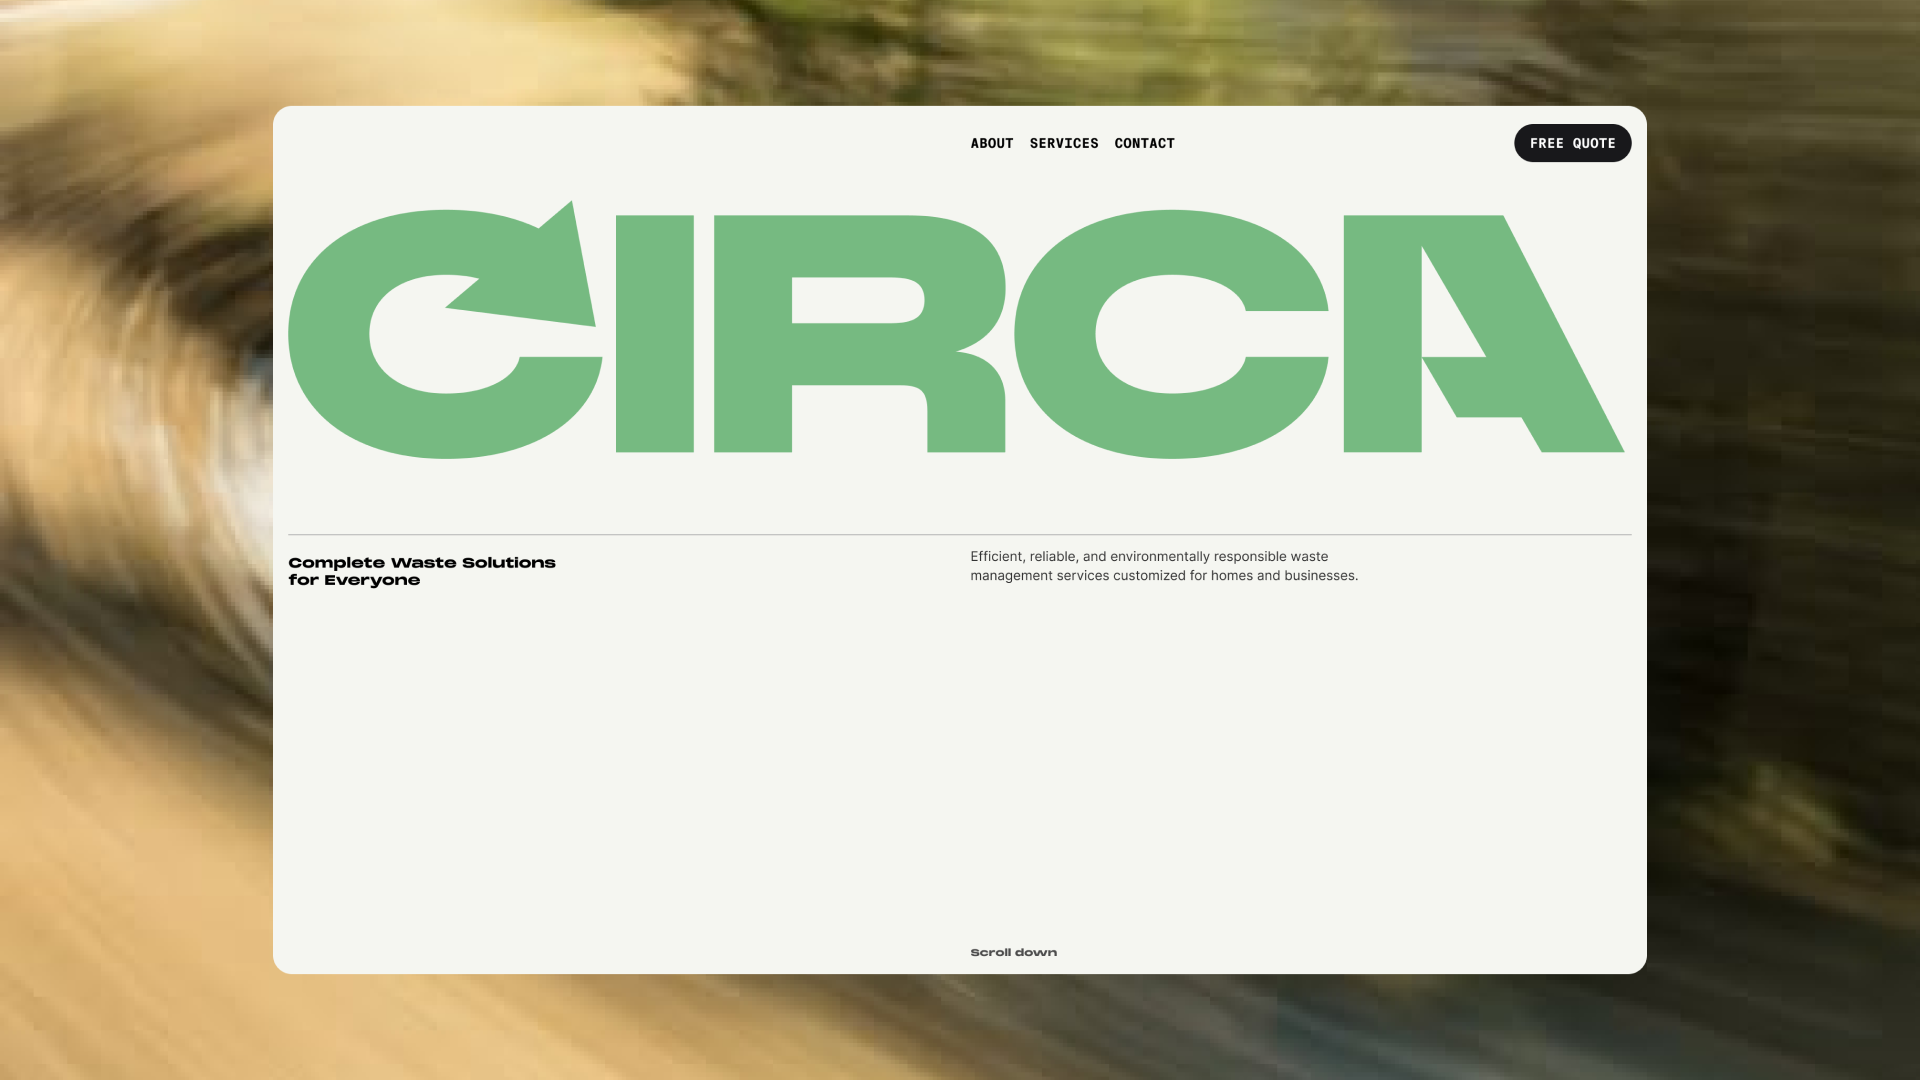 ABOUT SERVICES CONTACT
FREE QUOTE
CIRCA
Complete Waste Solutions
for Everyone
Efficient, reliable, and environmentally responsible waste
management services customized for homes and businesses.
Scroll down